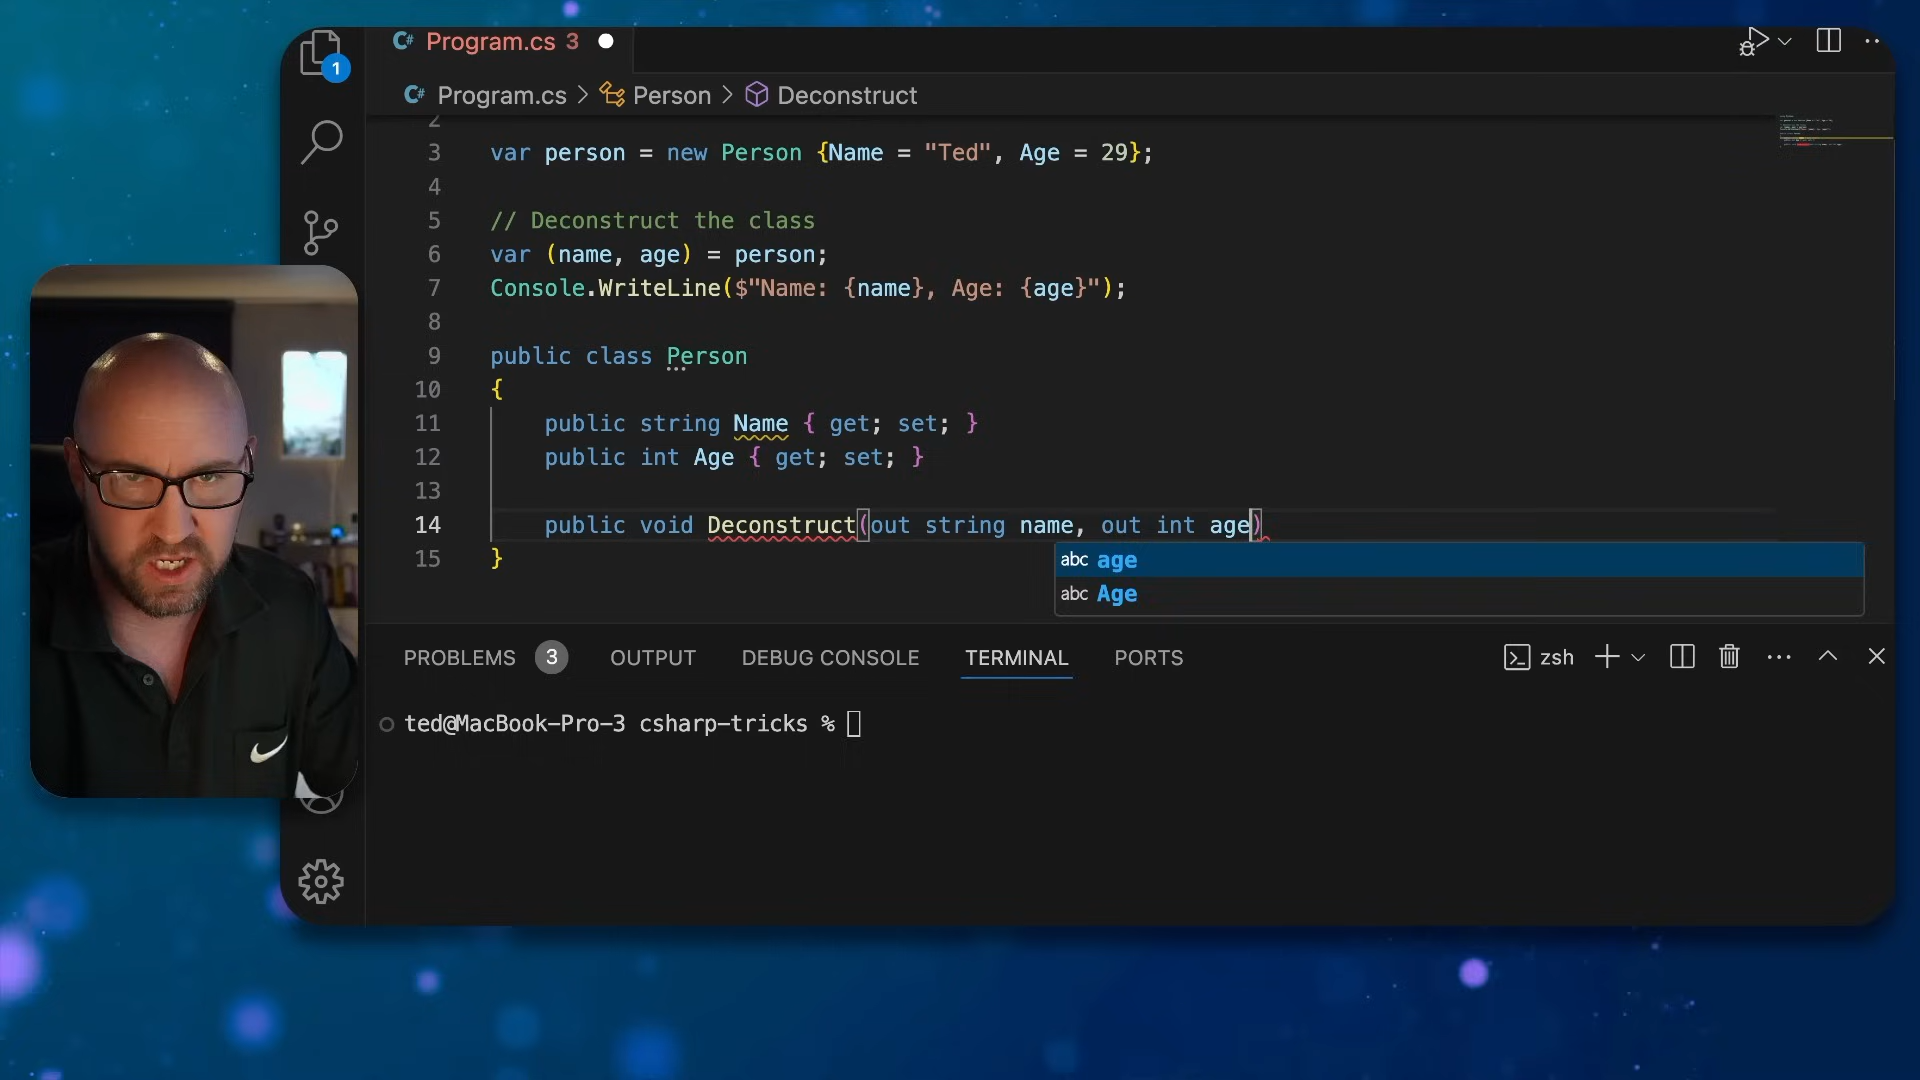 C# Program.cs 3
1
C# Program.cs > Person > Deconstruct
2
3 var person = new Person {Name = "Ted", Age = 29};
4
5 // Deconstruct the class
6 var (name, age) = person;
7 Console.WriteLine($"Name: {name}, Age: {age}");
8
9 public class Person
10 {
11 public string Name { get; set; }
12 public int Age { get; set; }
13
14 public void Deconstruct(out string name, out int age)
15 }
abc age
abc Age
PROBLEMS 3 OUTPUT DEBUG CONSOLE TERMINAL PORTS zsh
ted@MacBook-Pro-3 csharp-tricks %